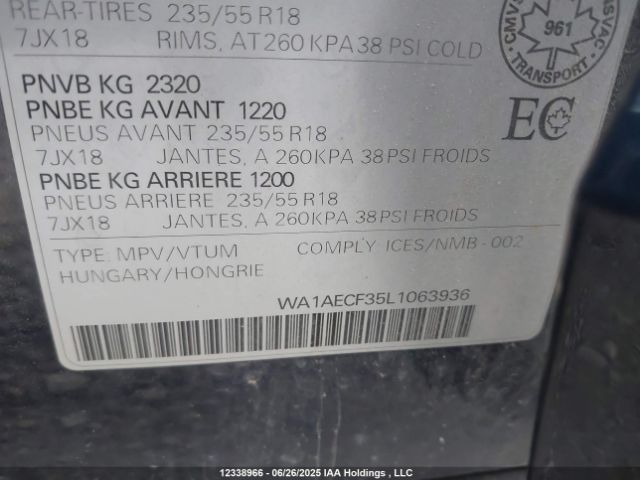 REAR-TIRES 235/55 R18
7JX18 RIMS, AT 260 KPA 38 PSI COLD
PNVB KG 2320
PNBE KG AVANT 1220
PNEUS AVANT 235/55 R18
7JX18 JANTES, A 260KPA 38 PSI FROIDS
PNBE KG ARRIERE 1200
PNEUS ARRIERE 235/55 R18
7JX18 JANTES, A 260KPA 38 PSI FROIDS
TYPE: MPV/VTUM COMPLY: ICES/NMB - 002
HUNGARY/HONGRIE
WA1AECF35L1063936
961
TRANSPORT
EC
12338966 - 06/26/2025 IAA Holdings , LLC